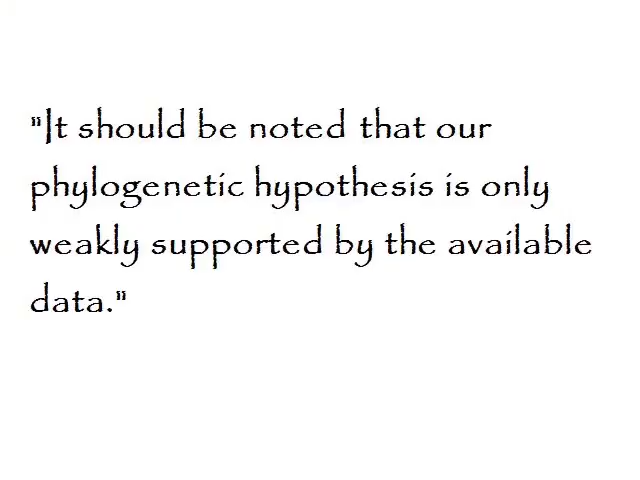 "It should be noted that our
phylogenetic hypothesis is only
weakly supported by the available
data."